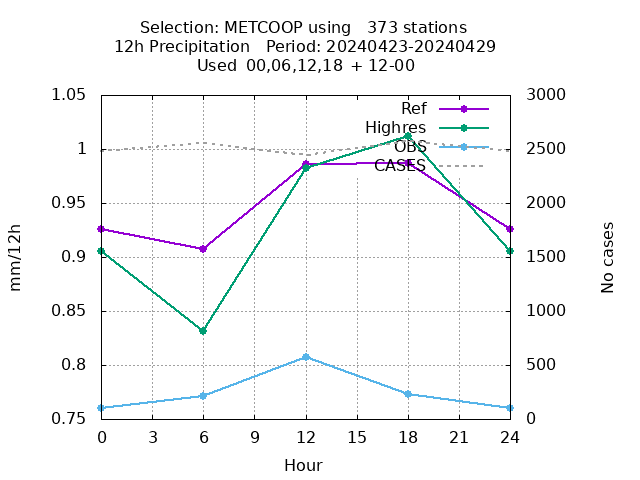 Selection: METCOOP using   373 stations
12h Precipitation   Period: 20240423-20240429
Used  00,06,12,18  + 12-00
1.05
3000
Ref
Highres
1
2500
OBS
CASES
0.95
2000
mm/12h
No cases
0.9
1500
0.85
1000
0.8
500
0.75
0
0 3 6 9 12 15 18 21 24
Hour